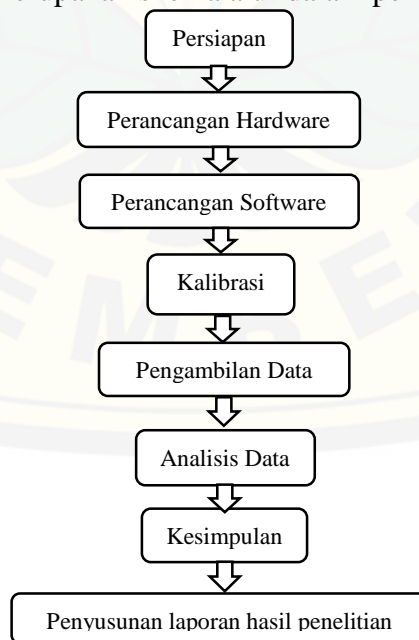 Persiapan
Perancangan Hardware
Perancangan Software
Kalibrasi
Pengambilan Data
Analisis Data
Kesimpulan
Penyusunan laporan hasil penelitian